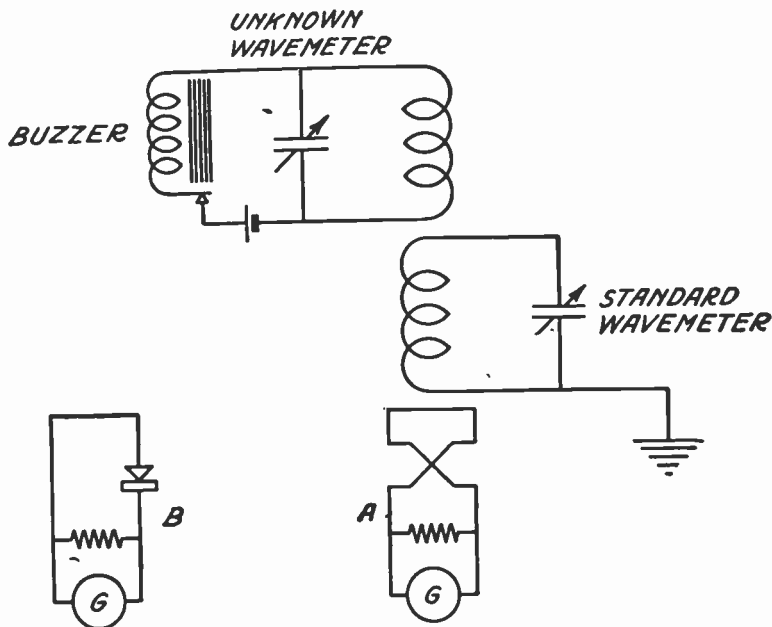 UNKNOWN
WAVEMETER
BUZZER
STANDARD
WAVEMETER
B
A
G
G